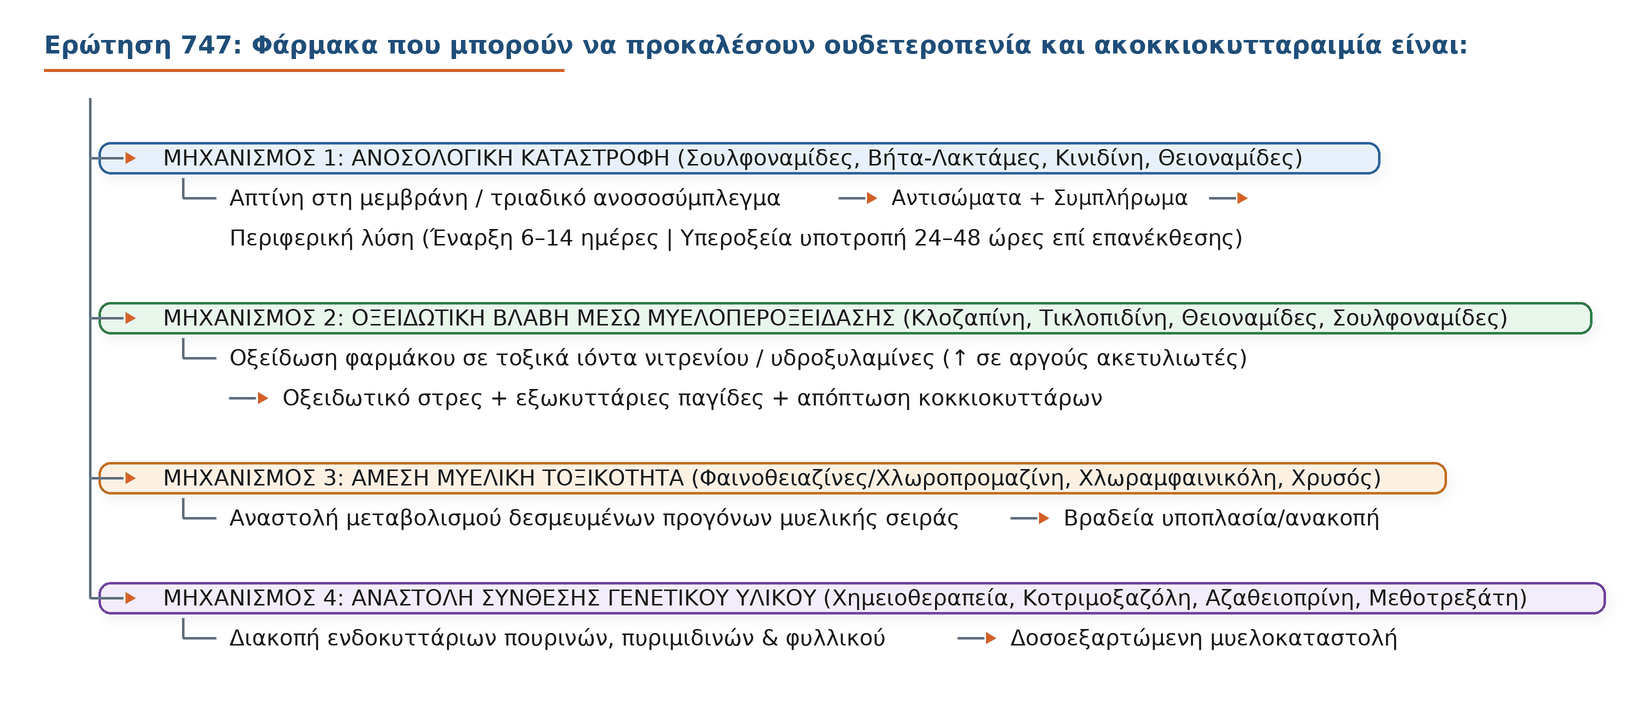 Ερώτηση 747: Φάρμακα που μπορούν να προκαλέσουν ουδετεροπενία και ακοκκιοκυτταραιμία είναι:
ΜΗΧΑΝΙΣΜΟΣ 1: ΑΝΟΣΟΛΟΓΙΚΗ ΚΑΤΑΣΤΡΟΦΗ (Σουλφοναμίδες, Βήτα-Λακτάμες, Κινιδίνη, Θειοναμίδες)
Απτίνη στη μεμβράνη / τριαδικό ανοσοσύμπλεγμα → Αντισώματα + Συμπλήρωμα →
Περιφερική λύση (Έναρξη 6–14 ημέρες | Υπεροξεία υποτροπή 24–48 ώρες επί επανέκθεσης)
ΜΗΧΑΝΙΣΜΟΣ 2: ΟΞΕΙΔΩΤΙΚΗ ΒΛΑΒΗ ΜΕΣΩ ΜΥΕΛΟΠΕΡΟΞΕΙΔΑΣΗΣ (Κλοζαπίνη, Τικλοπιδίνη, Θειοναμίδες, Σουλφοναμίδες)
Οξείδωση φαρμάκου σε τοξικά ιόντα νιτρενίου / υδροξυλαμίνες (↑ σε αργούς ακετυλιωτές)
→ Οξειδωτικό στρες + εξωκυττάριες παγίδες + απόπτωση κοκκιοκυττάρων
ΜΗΧΑΝΙΣΜΟΣ 3: ΑΜΕΣΗ ΜΥΕΛΙΚΗ ΤΟΞΙΚΟΤΗΤΑ (Φαινοθειαζίνες/Χλωροπρομαζίνη, Χλωραμφαινικόλη, Χρυσός)
Αναστολή μεταβολισμού δεσμευμένων προγόνων μυελικής σειράς → Βραδεία υποπλασία/ανακοπή
ΜΗΧΑΝΙΣΜΟΣ 4: ΑΝΑΣΤΟΛΗ ΣΥΝΘΕΣΗΣ ΓΕΝΕΤΙΚΟΥ ΥΛΙΚΟΥ (Χημειοθεραπεία, Κοτριμοξαζόλη, Αζαθειοπρίνη, Μεθοτρεξάτη)
Διακοπή ενδοκυττάριων πουρινών, πυριμιδινών & φυλλικού → Δοσοεξαρτώμενη μυελοκαταστολή